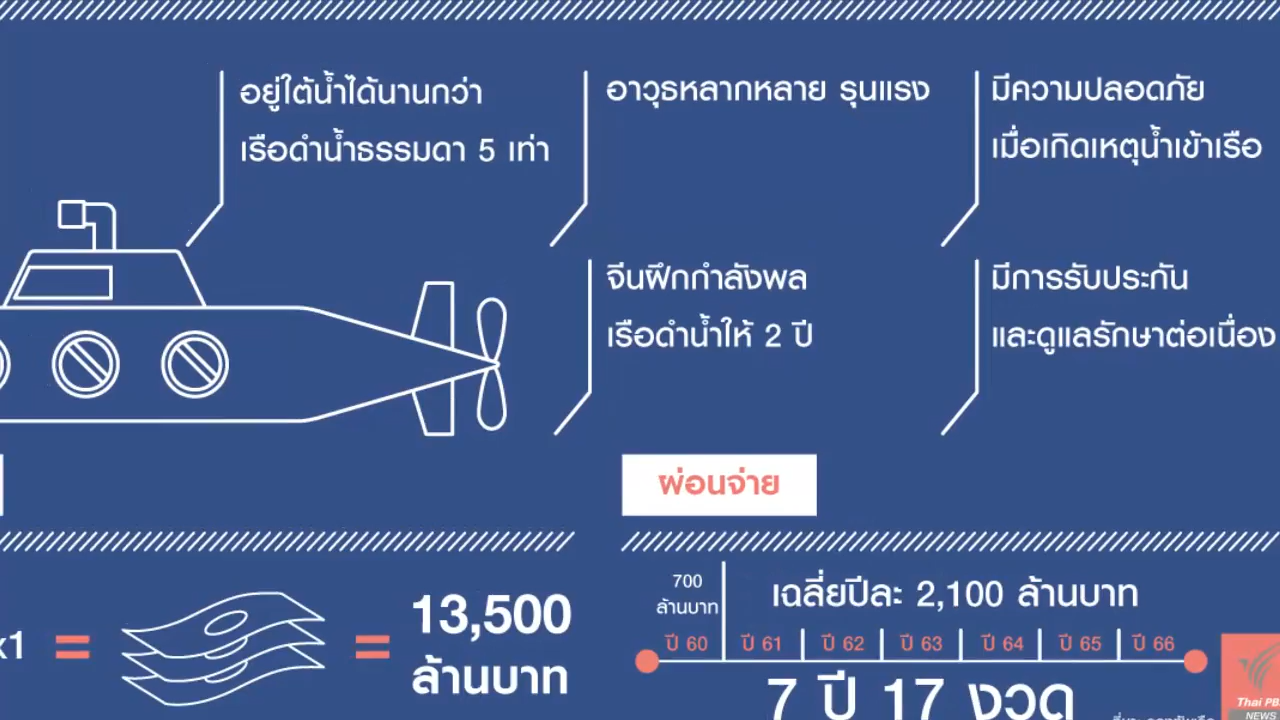 อยู่ใต้น้ำได้นานกว่า
เรือดำน้ำธรรมดา 5 เท่า
อาวุธหลากหลาย รุนแรง
มีความปลอดภัย
เมื่อเกิดเหตุน้ำเข้าเรือ
จีนฝึกกำลังพล
เรือดำน้ำให้ 2 ปี
มีการรับประกัน
และดูแลรักษาต่อเนื่อง
ผ่อนจ่าย
x1 = = 13,500
ล้านบาท
700
ล้านบาท
เฉลี่ยปีละ 2,100 ล้านบาท
ปี 60 ปี 61 ปี 62 ปี 63 ปี 64 ปี 65 ปี 66
7 ปี 17 งวด
Thai PB
NEWS